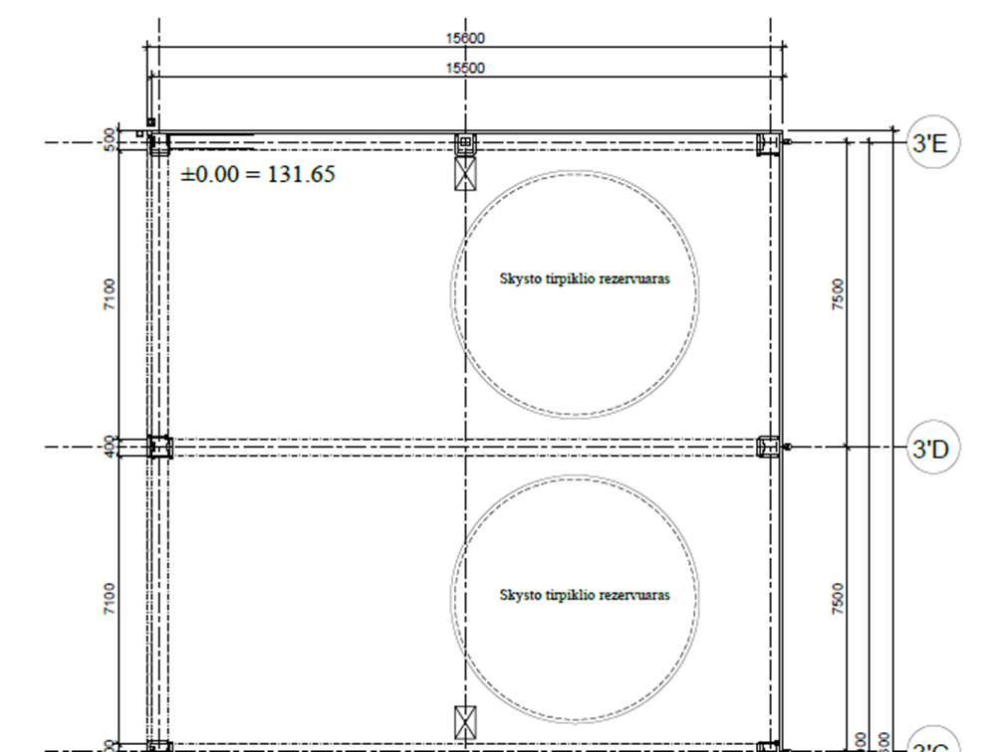 15600
15500
500
3'E
±0.00 = 131.65
Skysto tirpiklio rezervuaras
7100
7500
400
3'D
Skysto tirpiklio rezervuaras
7100
7500